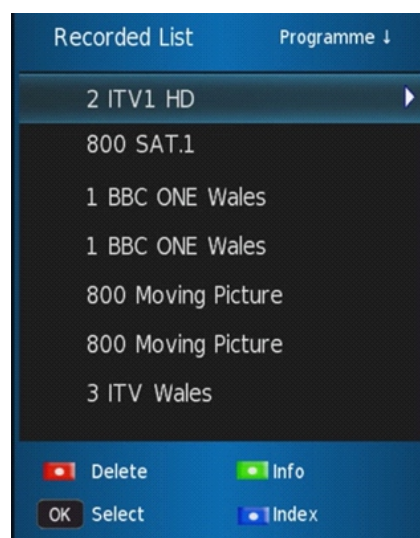 Recorded List Programme ↓
2 ITV1 HD
800 SAT.1
1 BBC ONE Wales
1 BBC ONE Wales
800 Moving Picture
800 Moving Picture
3 ITV Wales
Delete Info
OK Select Index